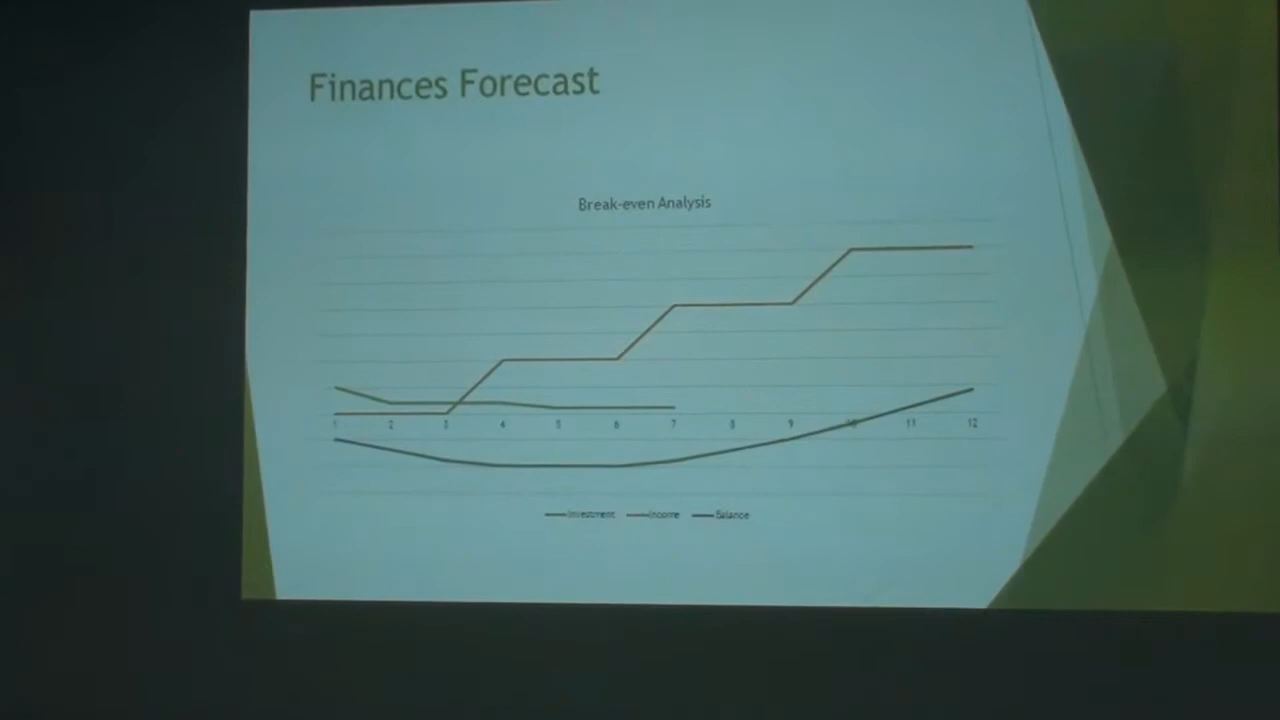 Finances Forecast
Break-even Analysis
1 2 3 4 5 6 7 8 9 10 11 12
Investment Income Balance